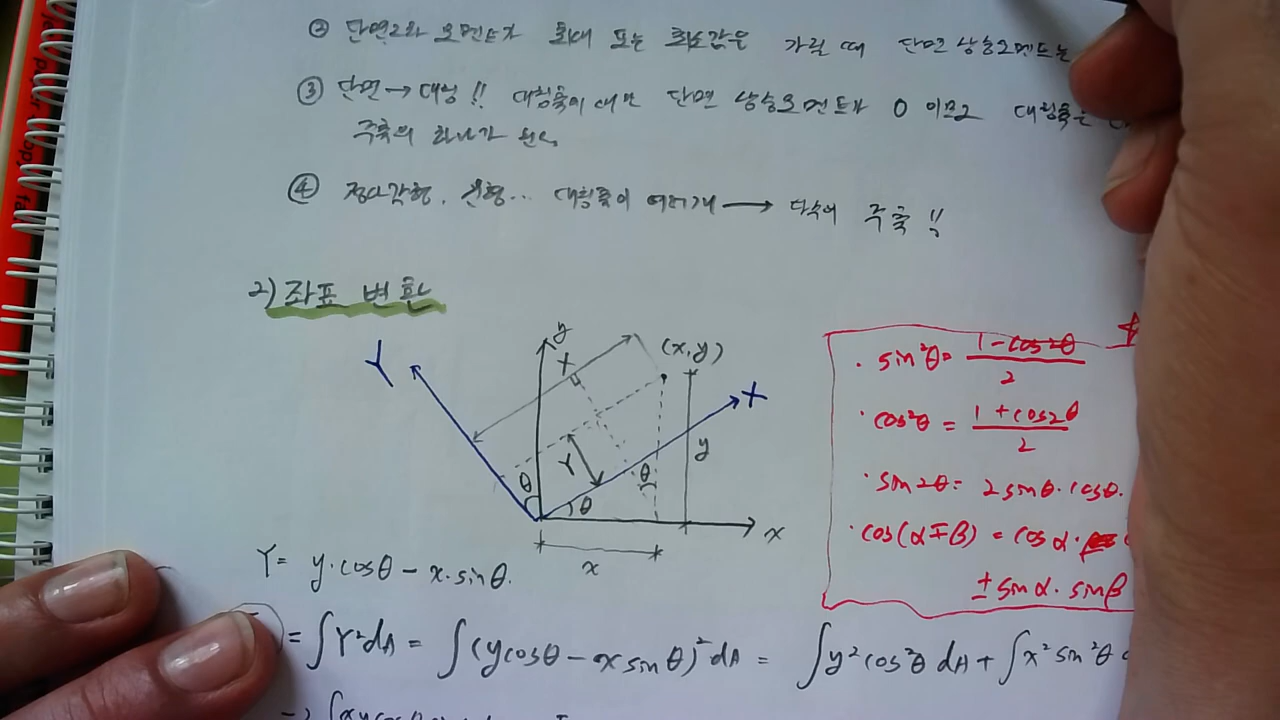 ② 단면2차 모멘트가 최대 또는 최소값을 가질 때 단면 상승모멘트는
③ 단면 → 대칭!! 대칭축에 대한 단면 상승모멘트가 0 이므로 대칭축은
주축의 하나가 된다.
④ 정사각형, 원형... 대칭축이 여러개 → 다수의 주축!!
2) 좌표 변환
Y
y
X
(x,y)
X
Y
y
θ
θ
θ
x
x
· sin²θ = (1-cos2θ)/2
· cos²θ = (1+cos2θ)/2
· sin2θ = 2sinθ·cosθ.
· cos(α∓β) = cosα·
± sinα·sinβ
Y = y·cosθ - x·sinθ.
= ∫Y²dA = ∫(ycosθ - xsinθ)²dA = ∫y²cos²θ dA + ∫x²sin²θ